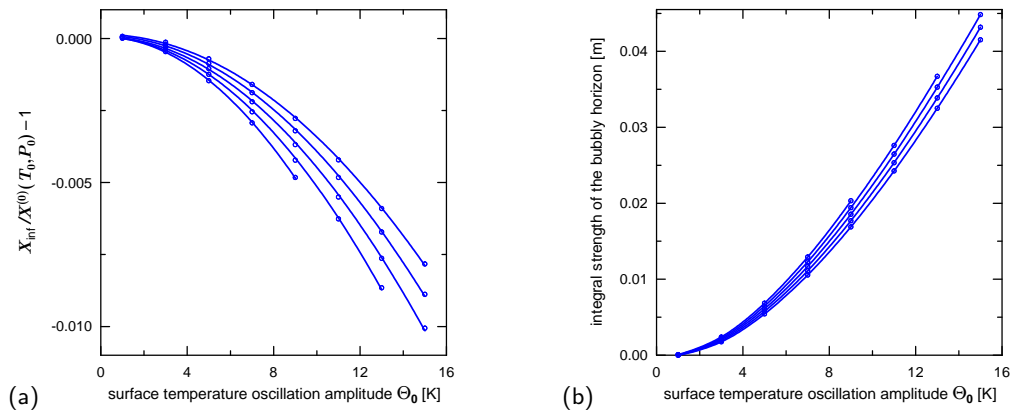 0.000
-0.005
-0.010
X_inf /X^(0)(T_0,P_0) − 1
0 4 8 12 16
surface temperature oscillation amplitude Θ_0 [K]
(a)
0.04
0.03
0.02
0.01
0.00
integral strength of the bubbly horizon [m]
0 4 8 12 16
surface temperature oscillation amplitude Θ_0 [K]
(b)